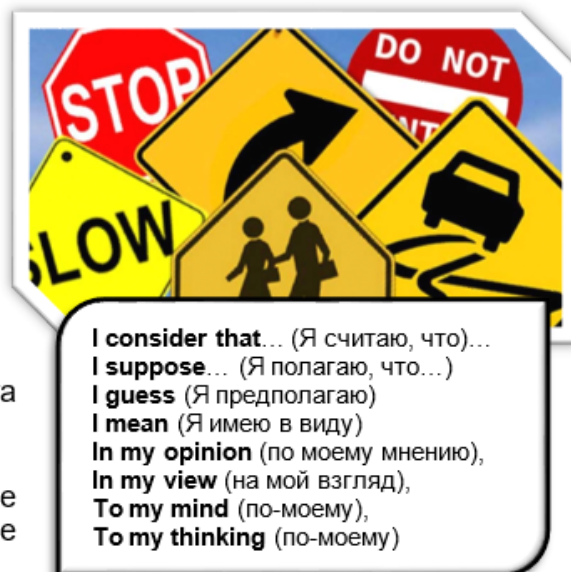 STOP
DO NOT
SLOW
I consider that… (Я считаю, что)…
I suppose… (Я полагаю, что…)
I guess (Я предполагаю)
I mean (Я имею в виду)
In my opinion (по моему мнению),
In my view (на мой взгляд),
To my mind (по-моему),
To my thinking (по-моему)
а
е
е